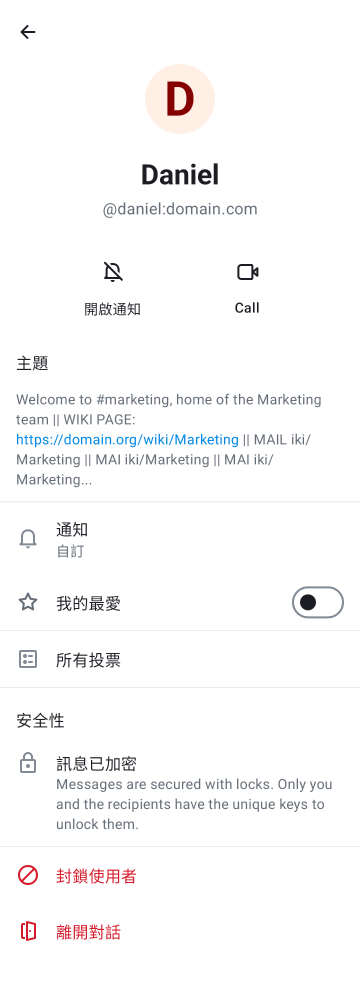 D
Daniel
@daniel:domain.com
開啟通知
Call
主題
Welcome to #marketing, home of the Marketing
team || WIKI PAGE:
https://domain.org/wiki/Marketing || MAIL iki/
Marketing || MAI iki/Marketing || MAI iki/
Marketing...
通知
自訂
我的最愛
所有投票
安全性
訊息已加密
Messages are secured with locks. Only you
and the recipients have the unique keys to
unlock them.
封鎖使用者
離開對話